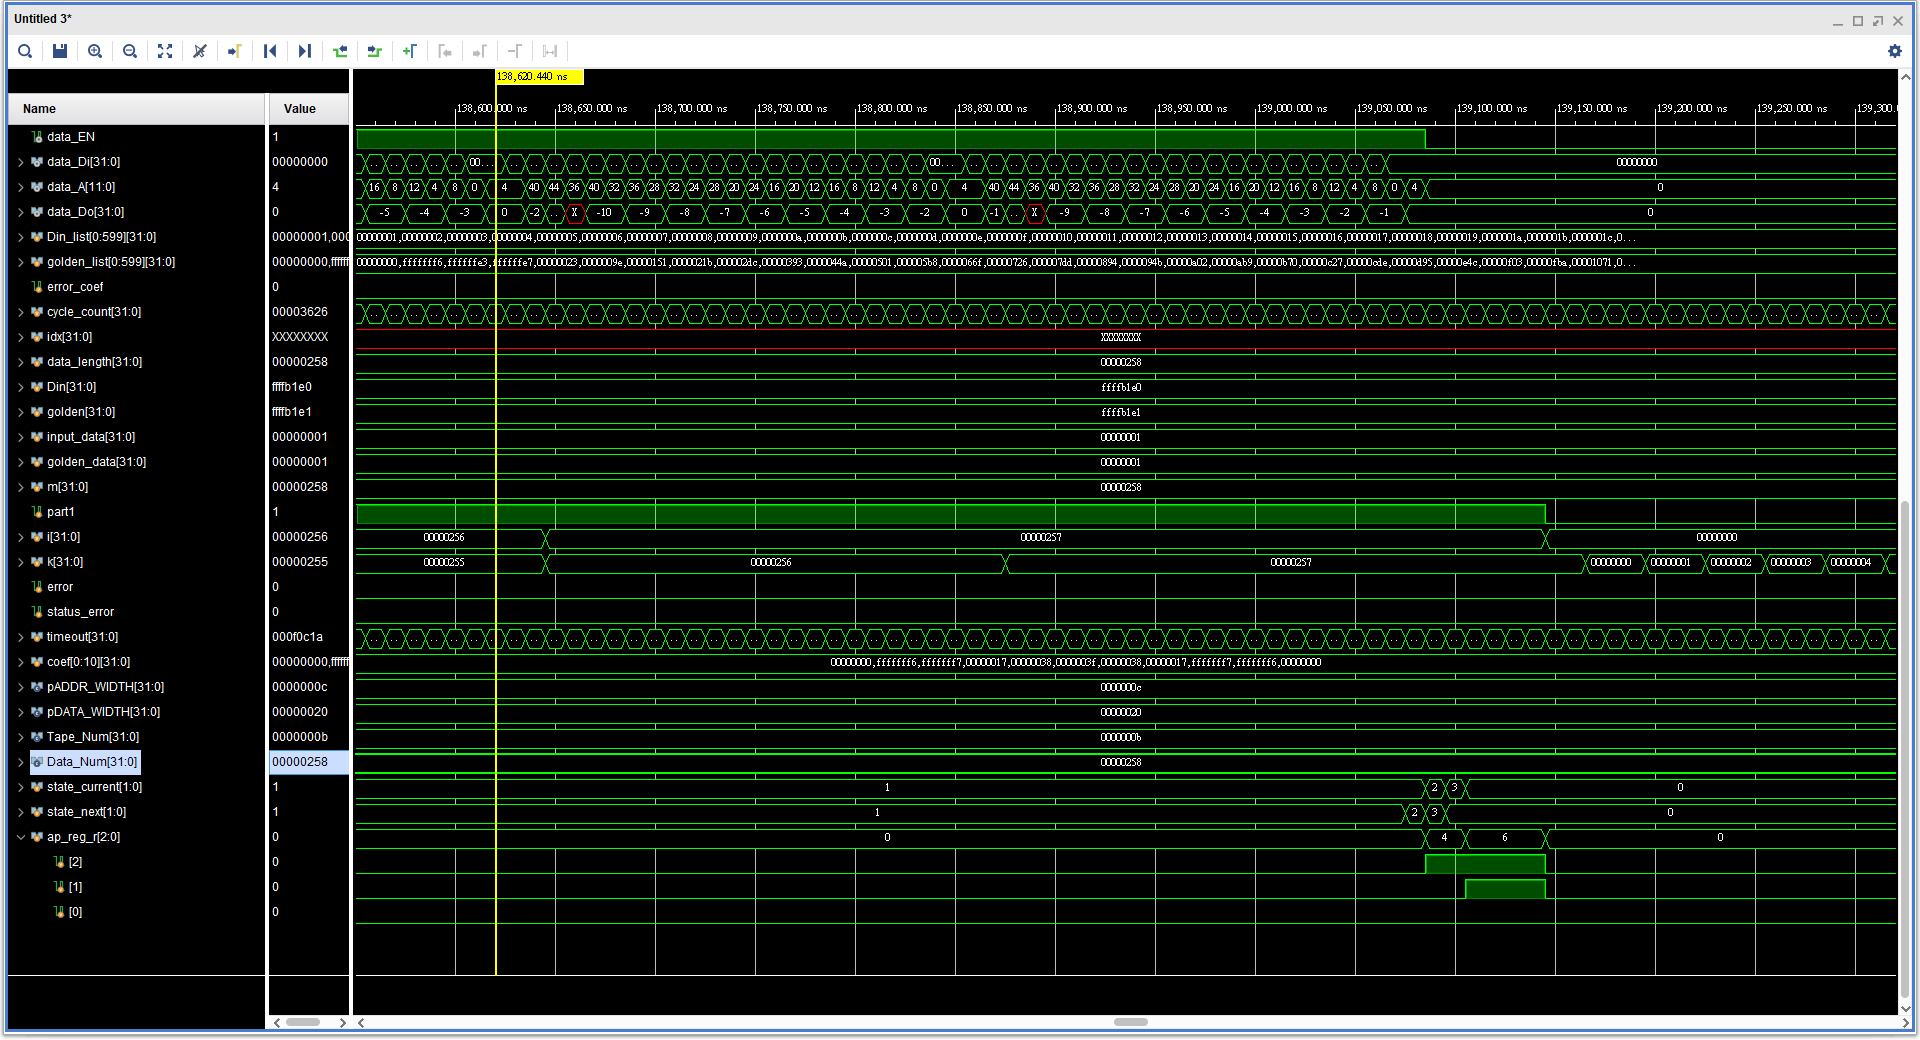 Untitled 3*
138,620.440 ns
Name Value
138,600.000 ns 138,650.000 ns 138,700.000 ns 138,750.000 ns 138,800.000 ns 138,850.000 ns 138,900.000 ns 138,950.000 ns 139,000.000 ns 139,050.000 ns 139,100.000 ns 139,150.000 ns 139,200.000 ns 139,250.000 ns 139,300.0
data_EN 1
data_Di[31:0] 00000000 00... 00... 00000000
data_A[11:0] 4 16 8 12 4 8 0 4 40 44 36 40 32 36 28 32 24 28 20 24 16 20 12 16 8 12 4 8 0 4 40 44 36 40 32 36 28 32 24 28 20 24 16 20 12 16 8 12 4 8 0 4 0
data_Do[31:0] 0 -5 -4 -3 0 -2 .. X -10 -9 -8 -7 -6 -5 -4 -3 -2 0 -1 .. X -9 -8 -7 -6 -5 -4 -3 -2 -1 0
Din_list[0:599][31:0] 00000001,000 00000001,00000002,00000003,00000004,00000005,00000006,00000007,00000008,00000009,0000000a,0000000b,0000000c,0000000d,0000000e,0000000f,00000010,00000011,00000012,00000013,00000014,00000015,00000016,00000017,00000018,00000019,0000001a,0000001b,0000001c,0...
golden_list[0:599][31:0] 00000000,ffffff 00000000,fffffff6,ffffffe3,ffffffe7,00000023,0000009e,00000151,0000021b,000002dc,00000393,0000044a,00000501,000005b8,0000066f,00000726,000007dd,00000894,0000094b,00000a02,00000ab9,00000b70,00000c27,00000cde,00000d95,00000e4c,00000f03,00000fba,00001071,0...
error_coef 0
cycle_count[31:0] 00003626
idx[31:0] XXXXXXXX XXXXXXXX
data_length[31:0] 00000258 00000258
Din[31:0] ffffb1e0 ffffb1e0
golden[31:0] ffffb1e1 ffffb1e1
input_data[31:0] 00000001 00000001
golden_data[31:0] 00000001 00000001
m[31:0] 00000258 00000258
part1 1
i[31:0] 00000256 00000256 00000257 00000000
k[31:0] 00000255 00000255 00000256 00000257 00000000 00000001 00000002 00000003 00000004
error 0
status_error 0
timeout[31:0] 000f0c1a
coef[0:10][31:0] 00000000,ffffff 00000000,fffffff6,fffffff7,00000017,00000038,0000003f,00000038,00000017,fffffff7,fffffff6,00000000
pADDR_WIDTH[31:0] 0000000c 0000000c
pDATA_WIDTH[31:0] 00000020 00000020
Tape_Num[31:0] 0000000b 0000000b
Data_Num[31:0] 00000258 00000258
state_current[1:0] 1 1 2 3 0
state_next[1:0] 1 1 2 3 0
ap_reg_r[2:0] 0 0 4 6 0
[2] 0
[1] 0
[0] 0